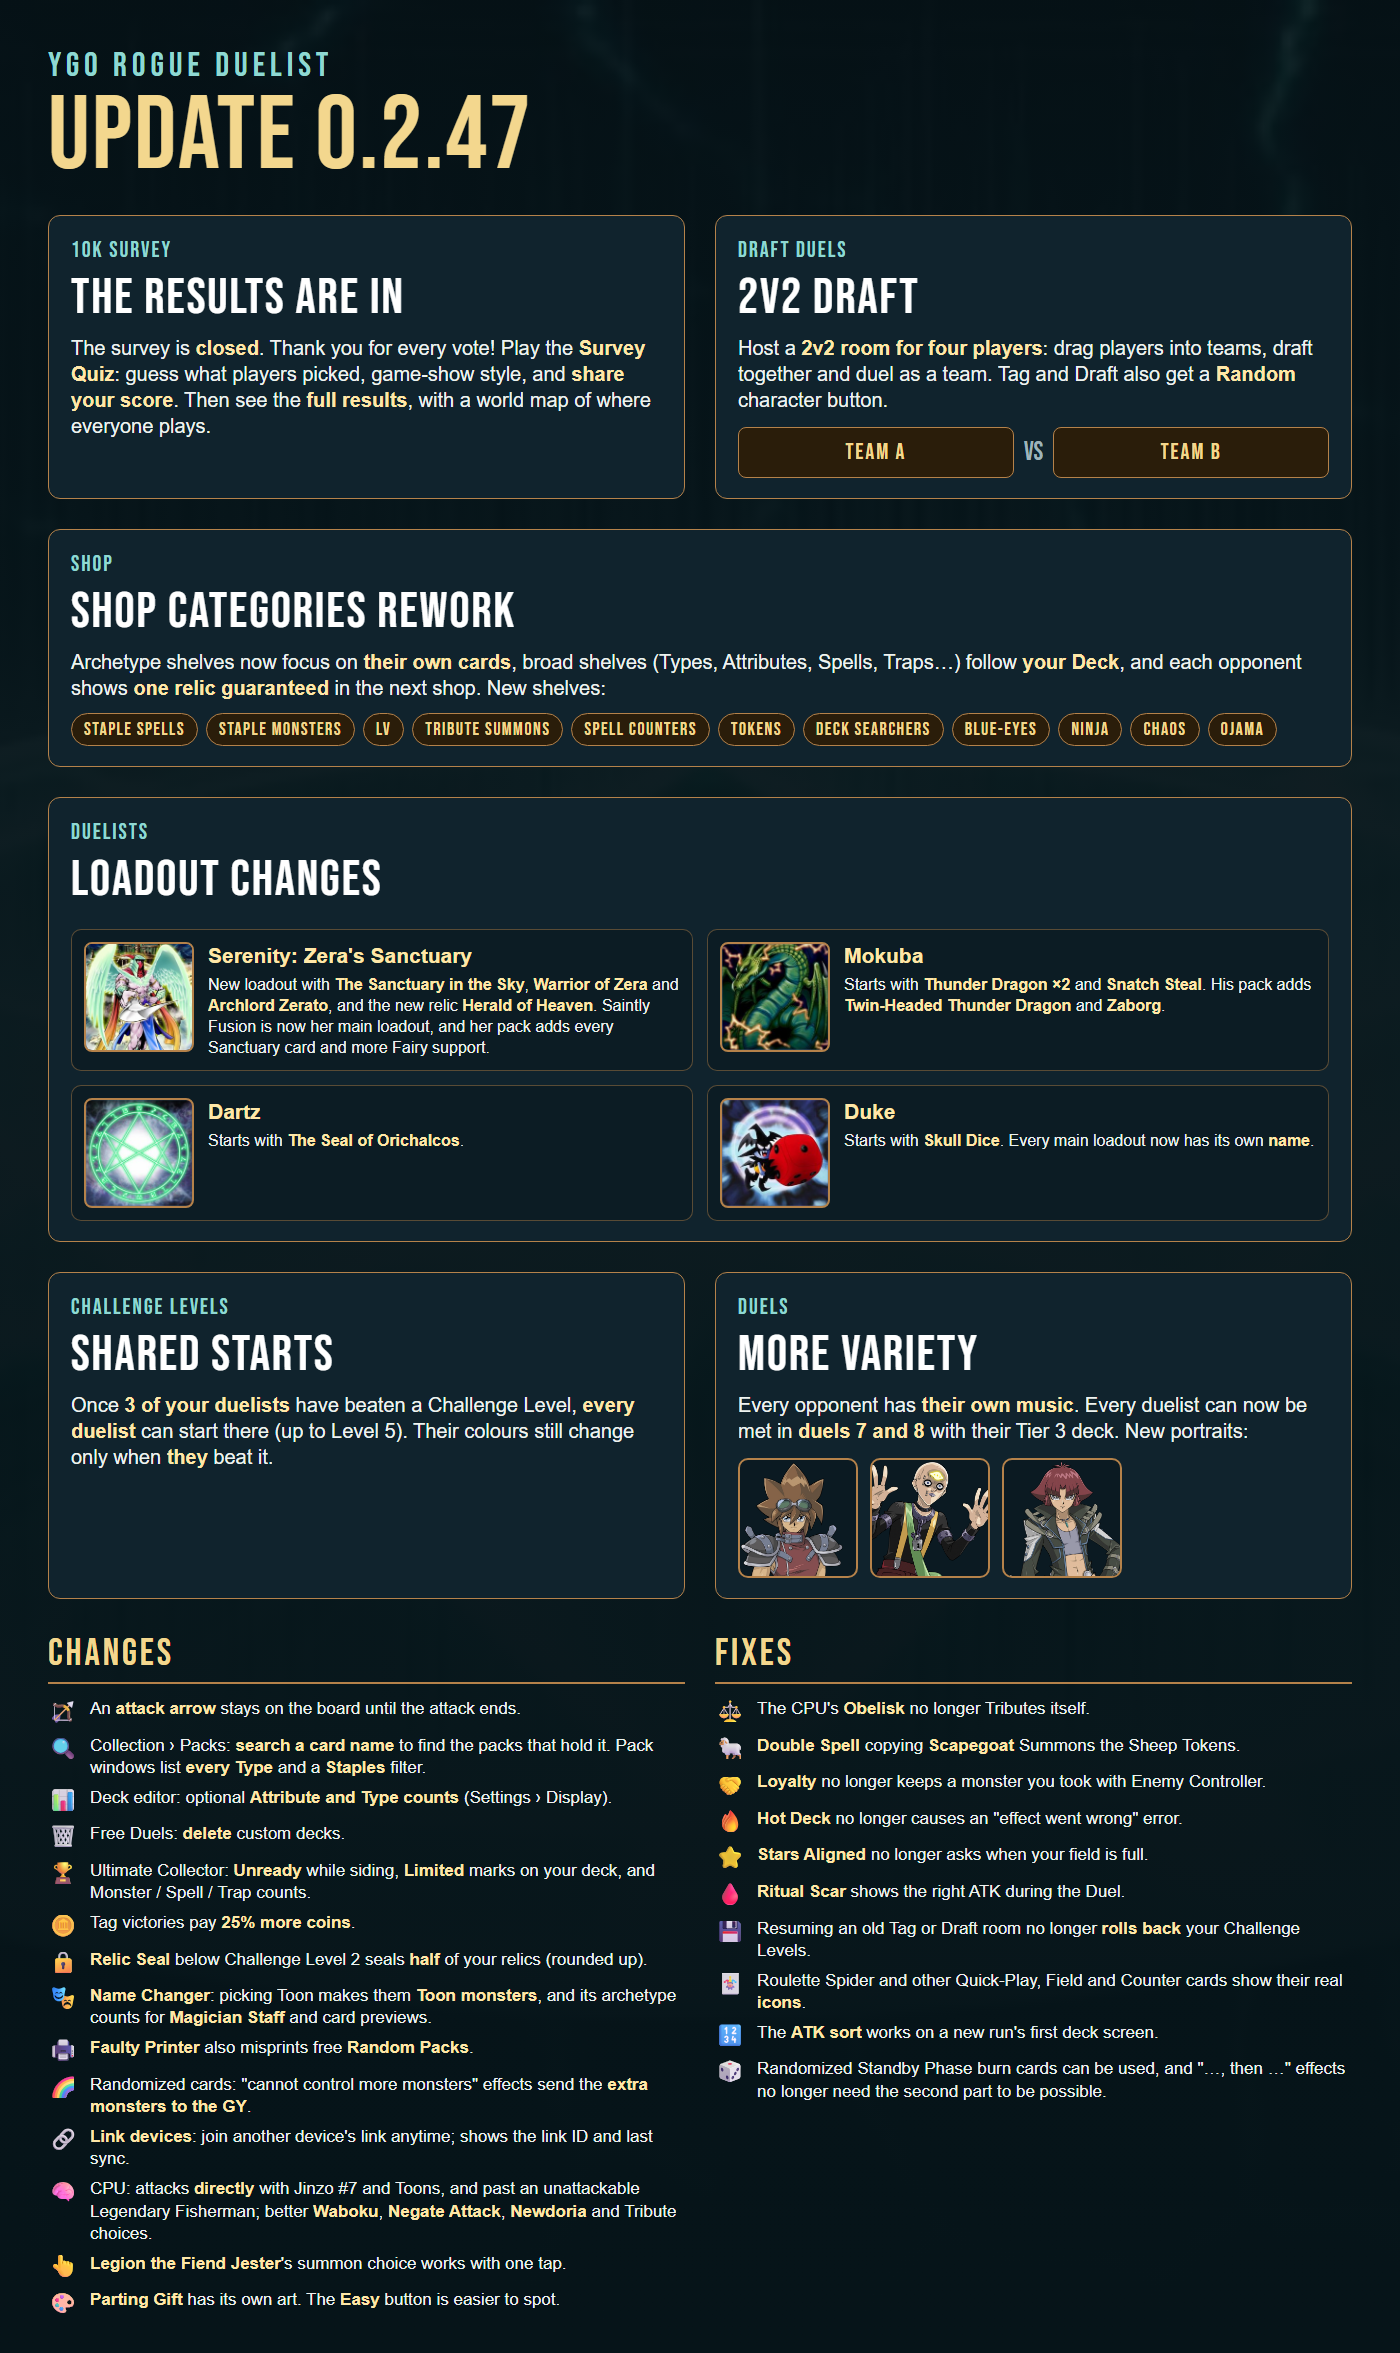 YGO ROGUE DUELIST
UPDATE 0.2.47
10K SURVEY
THE RESULTS ARE IN
The survey is closed. Thank you for every vote! Play the Survey
Quiz: guess what players picked, game-show style, and share
your score. Then see the full results, with a world map of where
everyone plays.
DRAFT DUELS
2V2 DRAFT
Host a 2v2 room for four players: drag players into teams, draft
together and duel as a team. Tag and Draft also get a Random
character button.
TEAM A VS TEAM B
SHOP
SHOP CATEGORIES REWORK
Archetype shelves now focus on their own cards, broad shelves (Types, Attributes, Spells, Traps…) follow your Deck, and each opponent
shows one relic guaranteed in the next shop. New shelves:
STAPLE SPELLS STAPLE MONSTERS LV TRIBUTE SUMMONS SPELL COUNTERS TOKENS DECK SEARCHERS BLUE-EYES NINJA CHAOS OJAMA
DUELISTS
LOADOUT CHANGES
Serenity: Zera's Sanctuary
New loadout with The Sanctuary in the Sky, Warrior of Zera and
Archlord Zerato, and the new relic Herald of Heaven. Saintly
Fusion is now her main loadout, and her pack adds every
Sanctuary card and more Fairy support.
Mokuba
Starts with Thunder Dragon ×2 and Snatch Steal. His pack adds
Twin-Headed Thunder Dragon and Zaborg.
Dartz
Starts with The Seal of Orichalcos.
Duke
Starts with Skull Dice. Every main loadout now has its own name.
CHALLENGE LEVELS
SHARED STARTS
Once 3 of your duelists have beaten a Challenge Level, every
duelist can start there (up to Level 5). Their colours still change
only when they beat it.
DUELS
MORE VARIETY
Every opponent has their own music. Every duelist can now be
met in duels 7 and 8 with their Tier 3 deck. New portraits:
CHANGES
An attack arrow stays on the board until the attack ends.
Collection › Packs: search a card name to find the packs that hold it. Pack
windows list every Type and a Staples filter.
Deck editor: optional Attribute and Type counts (Settings › Display).
Free Duels: delete custom decks.
Ultimate Collector: Unready while siding, Limited marks on your deck, and
Monster / Spell / Trap counts.
Tag victories pay 25% more coins.
Relic Seal below Challenge Level 2 seals half of your relics (rounded up).
Name Changer: picking Toon makes them Toon monsters, and its archetype
counts for Magician Staff and card previews.
Faulty Printer also misprints free Random Packs.
Randomized cards: "cannot control more monsters" effects send the extra
monsters to the GY.
Link devices: join another device's link anytime; shows the link ID and last
sync.
CPU: attacks directly with Jinzo #7 and Toons, and past an unattackable
Legendary Fisherman; better Waboku, Negate Attack, Newdoria and Tribute
choices.
Legion the Fiend Jester's summon choice works with one tap.
Parting Gift has its own art. The Easy button is easier to spot.
FIXES
The CPU's Obelisk no longer Tributes itself.
Double Spell copying Scapegoat Summons the Sheep Tokens.
Loyalty no longer keeps a monster you took with Enemy Controller.
Hot Deck no longer causes an "effect went wrong" error.
Stars Aligned no longer asks when your field is full.
Ritual Scar shows the right ATK during the Duel.
Resuming an old Tag or Draft room no longer rolls back your Challenge
Levels.
Roulette Spider and other Quick-Play, Field and Counter cards show their real
icons.
The ATK sort works on a new run's first deck screen.
Randomized Standby Phase burn cards can be used, and "…, then …" effects
no longer need the second part to be possible.